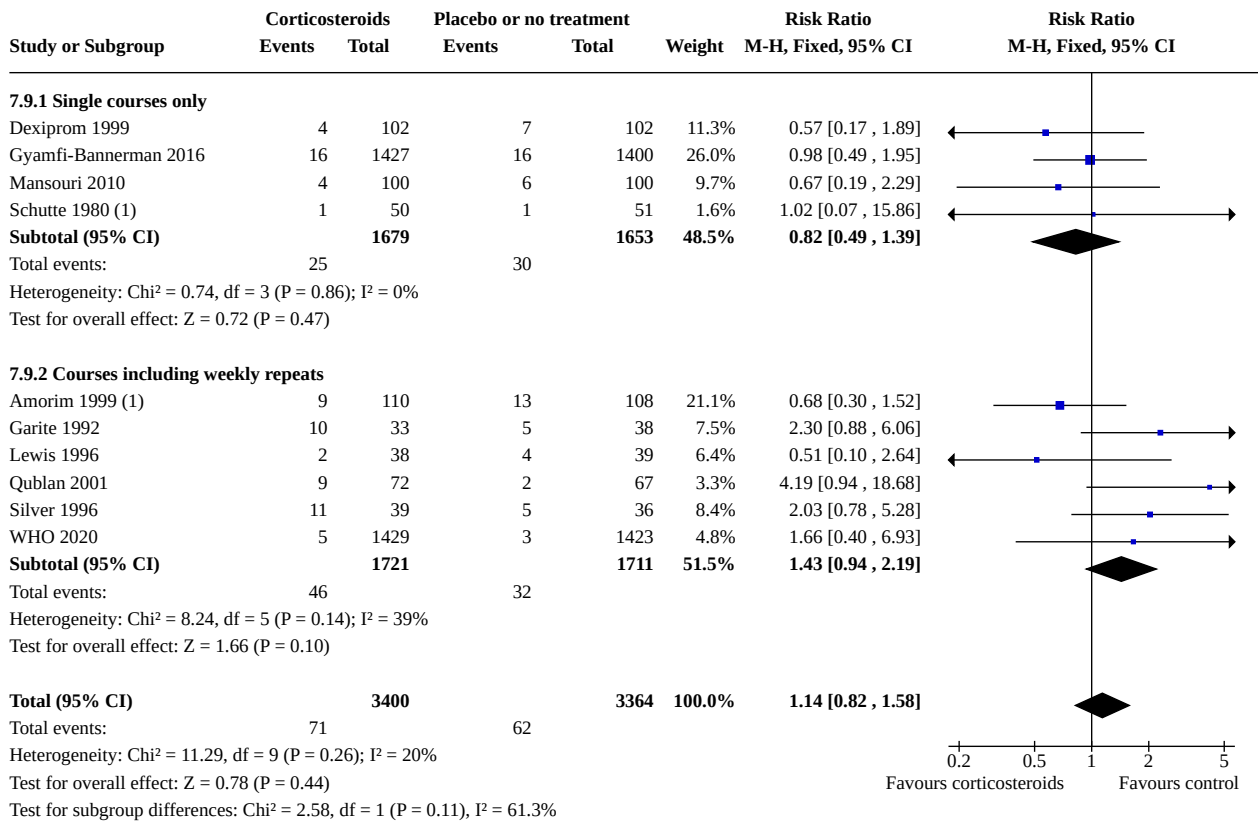 Corticosteroids Placebo or no treatment Risk Ratio Risk Ratio
Study or Subgroup Events Total Events Total Weight M-H, Fixed, 95% CI M-H, Fixed, 95% CI
7.9.1 Single courses only
Dexiprom 1999 4 102 7 102 11.3% 0.57 [0.17 , 1.89]
Gyamfi-Bannerman 2016 16 1427 16 1400 26.0% 0.98 [0.49 , 1.95]
Mansouri 2010 4 100 6 100 9.7% 0.67 [0.19 , 2.29]
Schutte 1980 (1) 1 50 1 51 1.6% 1.02 [0.07 , 15.86]
Subtotal (95% CI) 1679 1653 48.5% 0.82 [0.49 , 1.39]
Total events: 25 30
Heterogeneity: Chi² = 0.74, df = 3 (P = 0.86); I² = 0%
Test for overall effect: Z = 0.72 (P = 0.47)
7.9.2 Courses including weekly repeats
Amorim 1999 (1) 9 110 13 108 21.1% 0.68 [0.30 , 1.52]
Garite 1992 10 33 5 38 7.5% 2.30 [0.88 , 6.06]
Lewis 1996 2 38 4 39 6.4% 0.51 [0.10 , 2.64]
Qublan 2001 9 72 2 67 3.3% 4.19 [0.94 , 18.68]
Silver 1996 11 39 5 36 8.4% 2.03 [0.78 , 5.28]
WHO 2020 5 1429 3 1423 4.8% 1.66 [0.40 , 6.93]
Subtotal (95% CI) 1721 1711 51.5% 1.43 [0.94 , 2.19]
Total events: 46 32
Heterogeneity: Chi² = 8.24, df = 5 (P = 0.14); I² = 39%
Test for overall effect: Z = 1.66 (P = 0.10)
Total (95% CI) 3400 3364 100.0% 1.14 [0.82 , 1.58]
Total events: 71 62
Heterogeneity: Chi² = 11.29, df = 9 (P = 0.26); I² = 20%
0.2 0.5 1 2 5
Test for overall effect: Z = 0.78 (P = 0.44) Favours corticosteroids Favours control
Test for subgroup differences: Chi² = 2.58, df = 1 (P = 0.11), I² = 61.3%